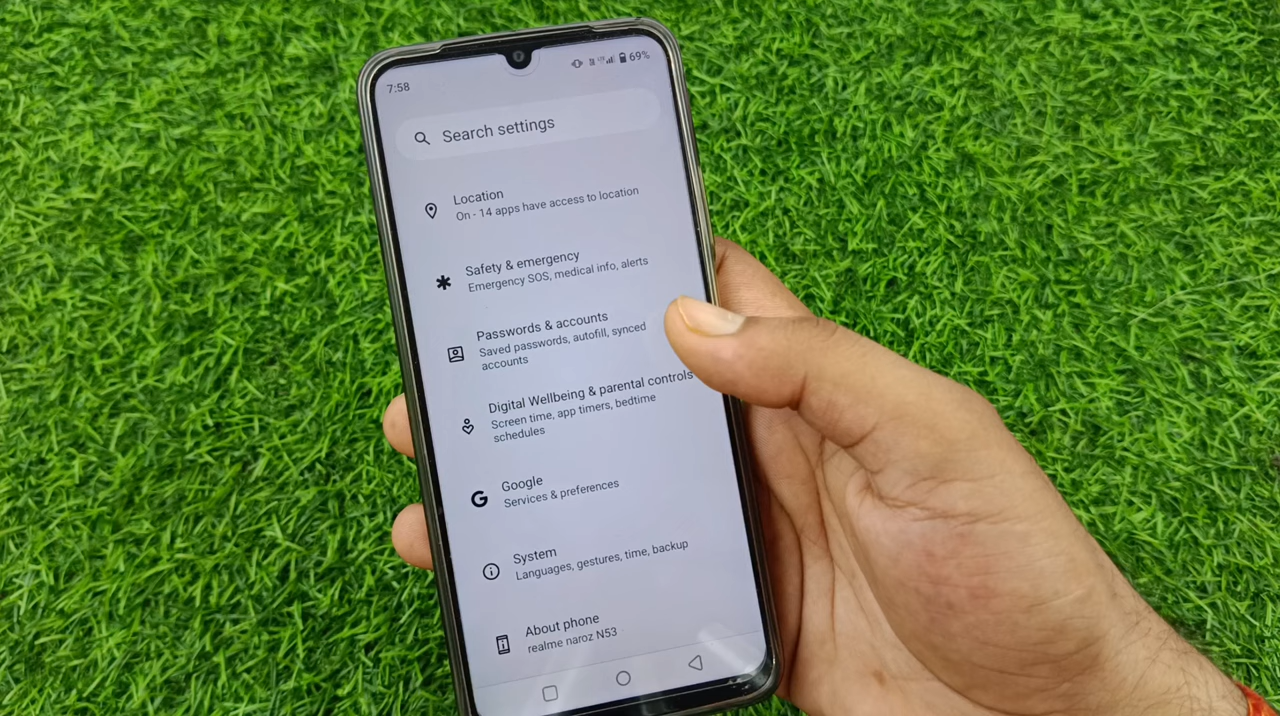 7:58
69%
Search settings
Location
On - 14 apps have access to location
Safety & emergency
Emergency SOS, medical info, alerts
Passwords & accounts
Saved passwords, autofill, synced
accounts
Digital Wellbeing & parental controls
Screen time, app timers, bedtime
schedules
Google
Services & preferences
System
Languages, gestures, time, backup
About phone
realme naroz N53